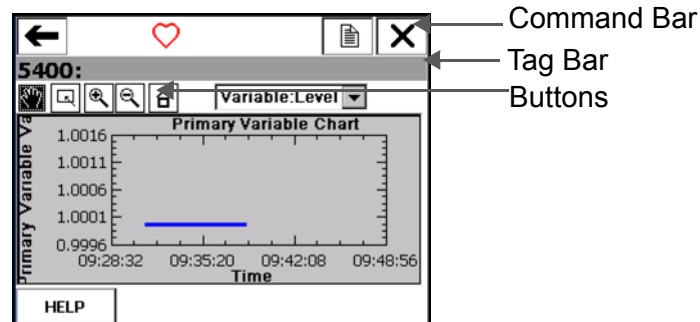 Command Bar
5400:
Tag Bar
Variable:Level
Buttons
Primary Variable Chart
Primary Variable Va
1.0016
1.0011
1.0006
1.0001
0.9996
09:28:32 09:35:20 09:42:08 09:48:56
Time
HELP